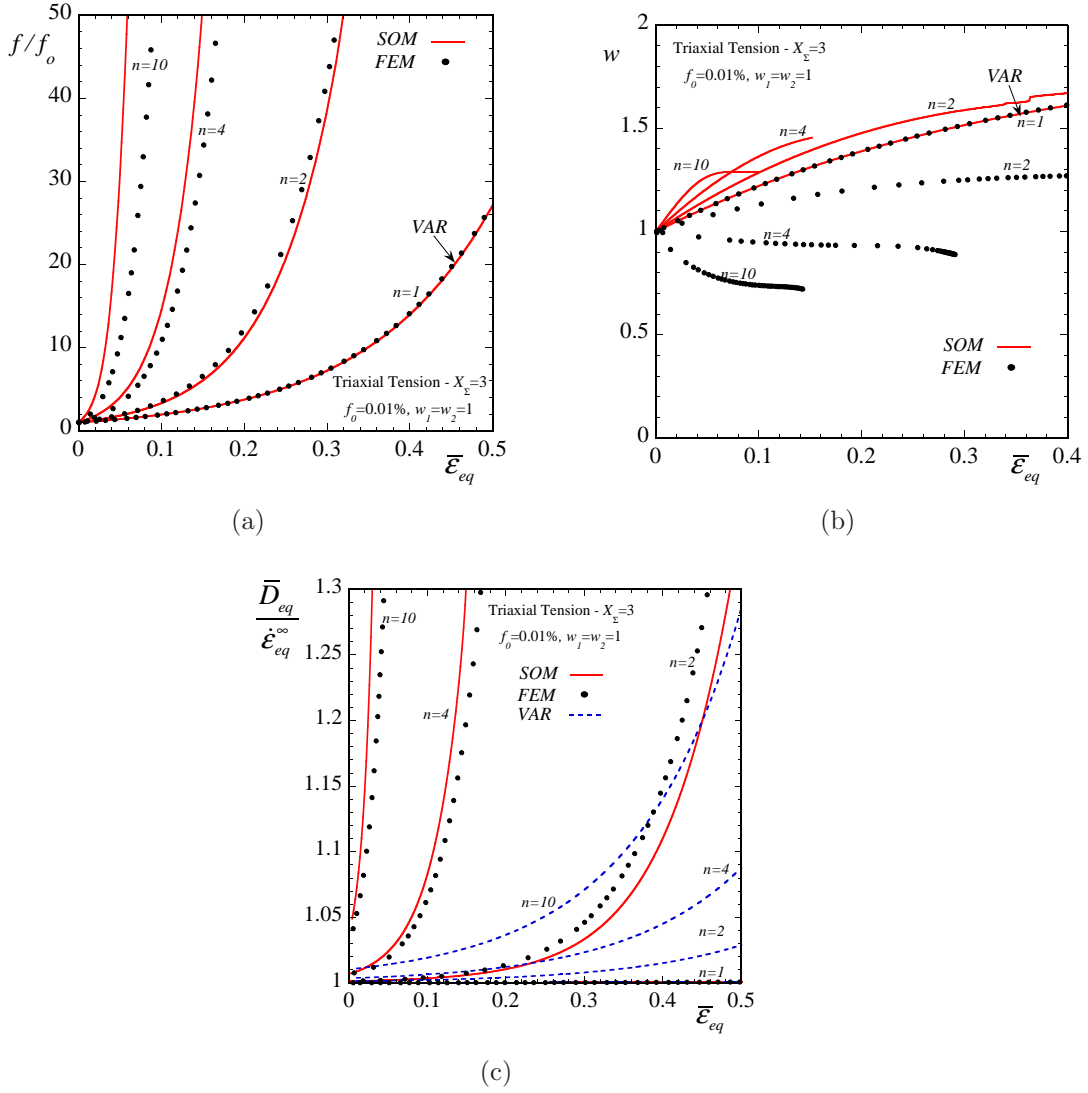 50
40
30
20
10
0
f/f_o
SOM
FEM
n=10
n=4
n=2
VAR
n=1
Triaxial Tension - X_Σ=3
f_0=0.01%, w_1=w_2=1
0 0.1 0.2 0.3 0.4 0.5
ε̅_eq
(a)
2
1.5
1
0.5
0
w
Triaxial Tension - X_Σ=3
f_0=0.01%, w_1=w_2=1
VAR
n=2
n=1
n=4
n=10
n=2
n=4
n=10
SOM
FEM
0 0.1 0.2 0.3 0.4
ε̅_eq
(b)
1.3
1.25
1.2
1.15
1.1
1.05
1
D̅_eq
ε̇_eq^∞
Triaxial Tension - X_Σ=3
f_0=0.01%, w_1=w_2=1
n=10
SOM
FEM
VAR
n=2
n=4
n=10
n=4
n=2
n=1
0 0.1 0.2 0.3 0.4 0.5
ε̅_eq
(c)